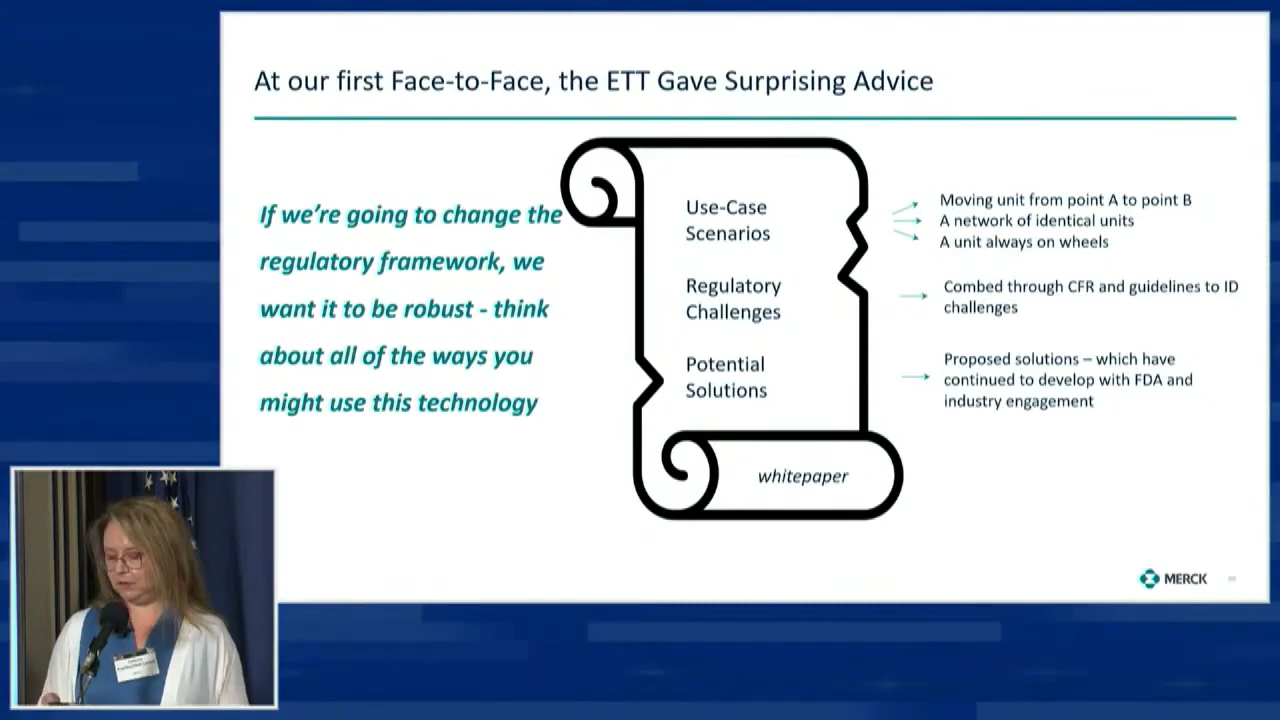 At our first Face-to-Face, the ETT Gave Surprising Advice
If we're going to change the
regulatory framework, we
want it to be robust - think
about all of the ways you
might use this technology
Use-Case
Scenarios
Regulatory
Challenges
Potential
Solutions
whitepaper
Moving unit from point A to point B
A network of identical units
A unit always on wheels
Combed through CFR and guidelines to ID
challenges
Proposed solutions – which have
continued to develop with FDA and
industry engagement
MERCK